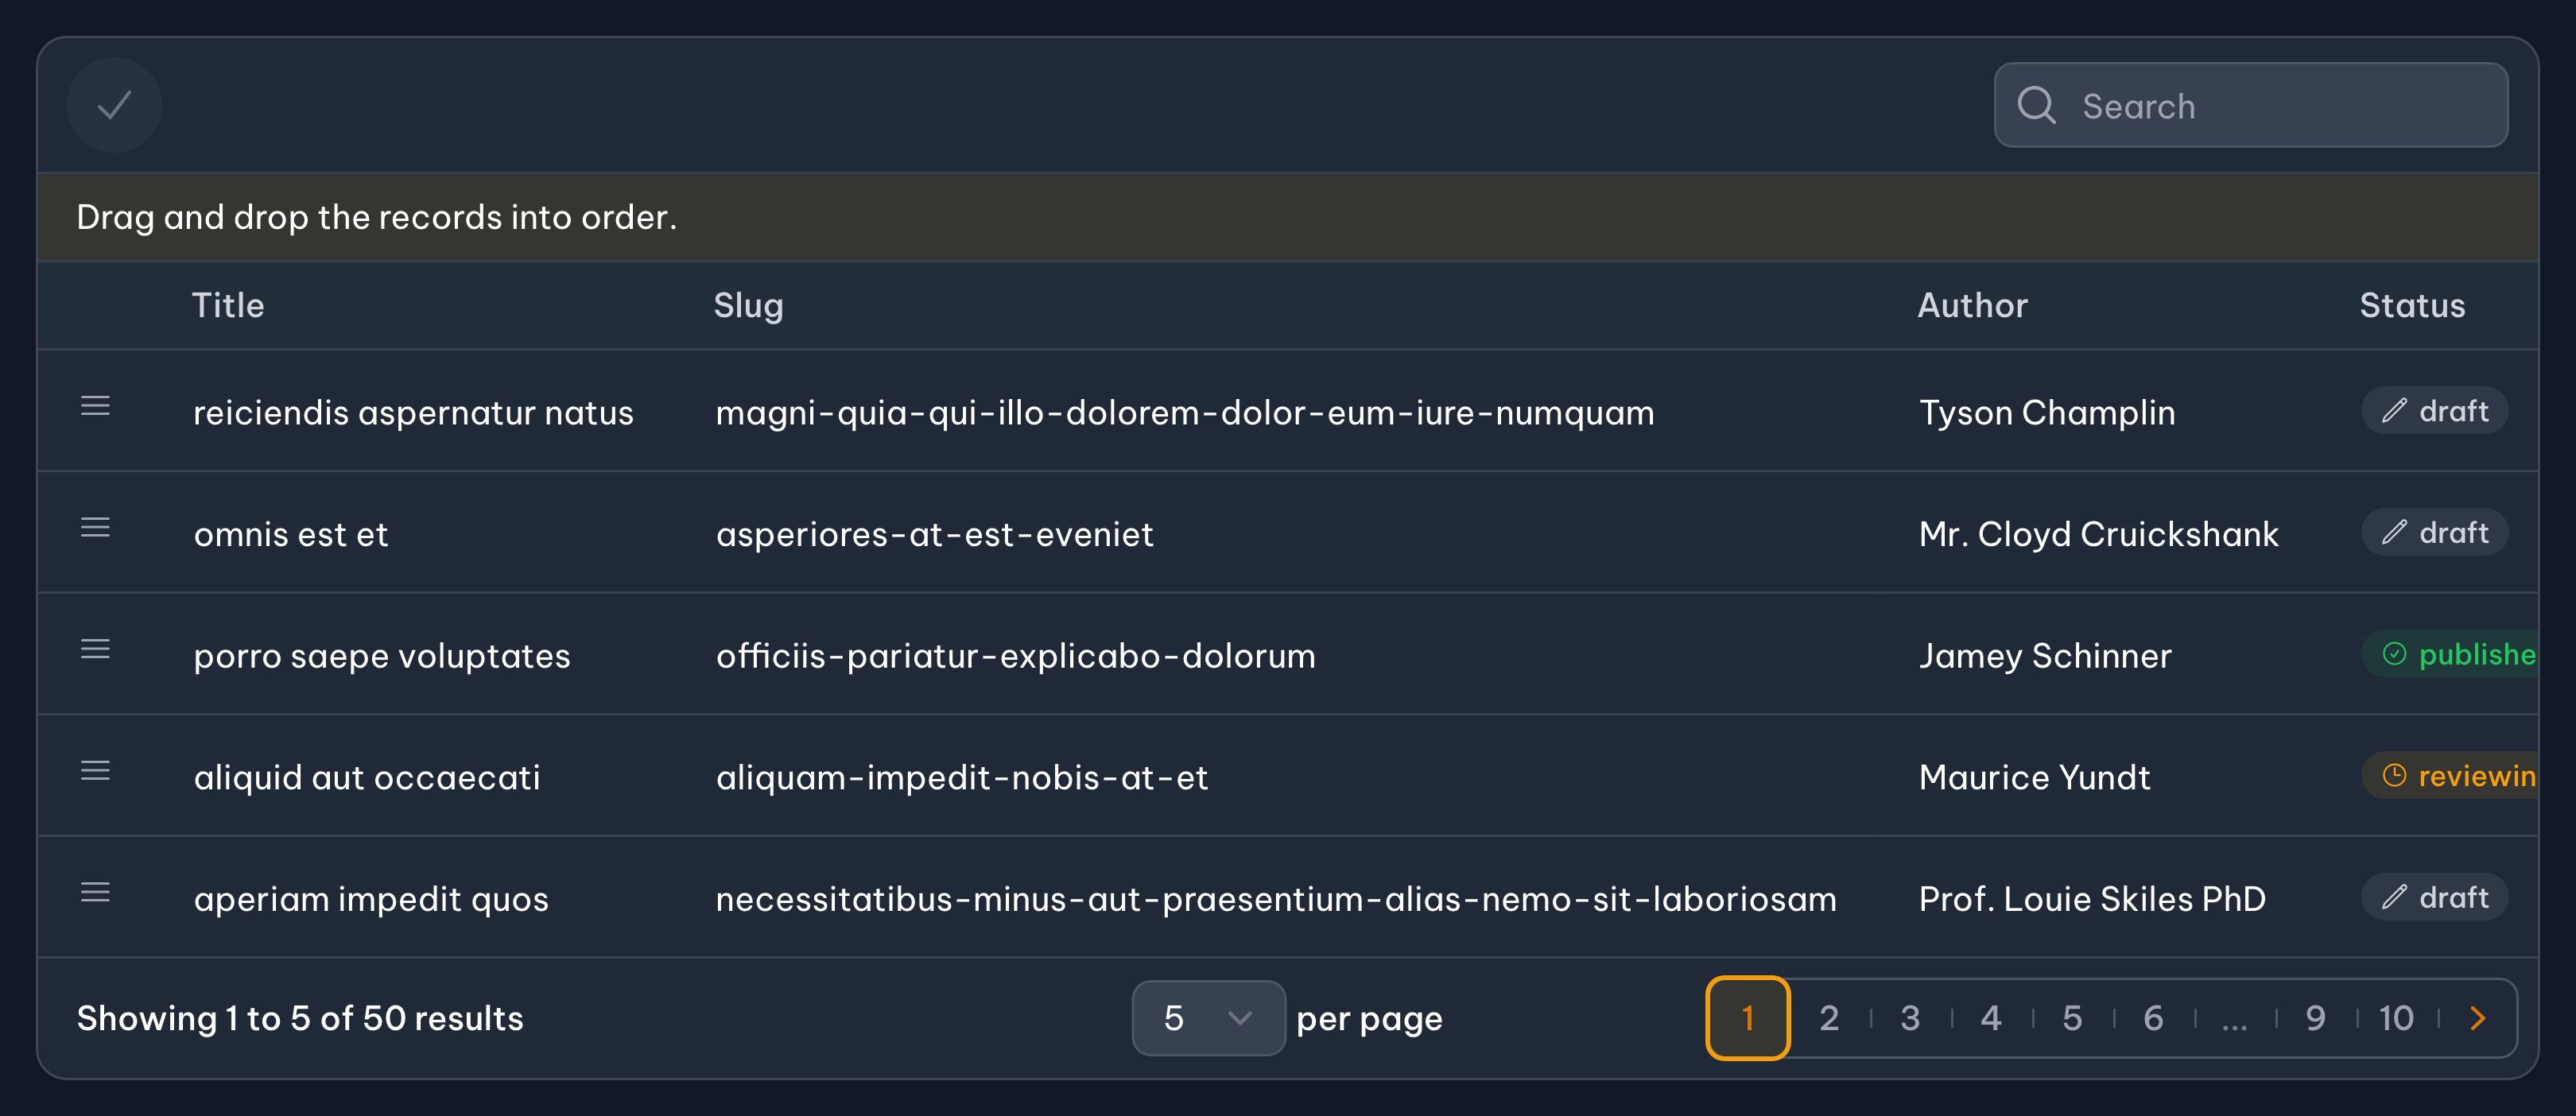 Search
Drag and drop the records into order.
Title Slug Author Status
reiciendis aspernatur natus magni-quia-qui-illo-dolorem-dolor-eum-iure-numquam Tyson Champlin draft
omnis est et asperiores-at-est-eveniet Mr. Cloyd Cruickshank draft
porro saepe voluptates officiis-pariatur-explicabo-dolorum Jamey Schinner publishe
aliquid aut occaecati aliquam-impedit-nobis-at-et Maurice Yundt reviewin
aperiam impedit quos necessitatibus-minus-aut-praesentium-alias-nemo-sit-laboriosam Prof. Louie Skiles PhD draft
Showing 1 to 5 of 50 results 5 per page 1 2 3 4 5 6 ... 9 10